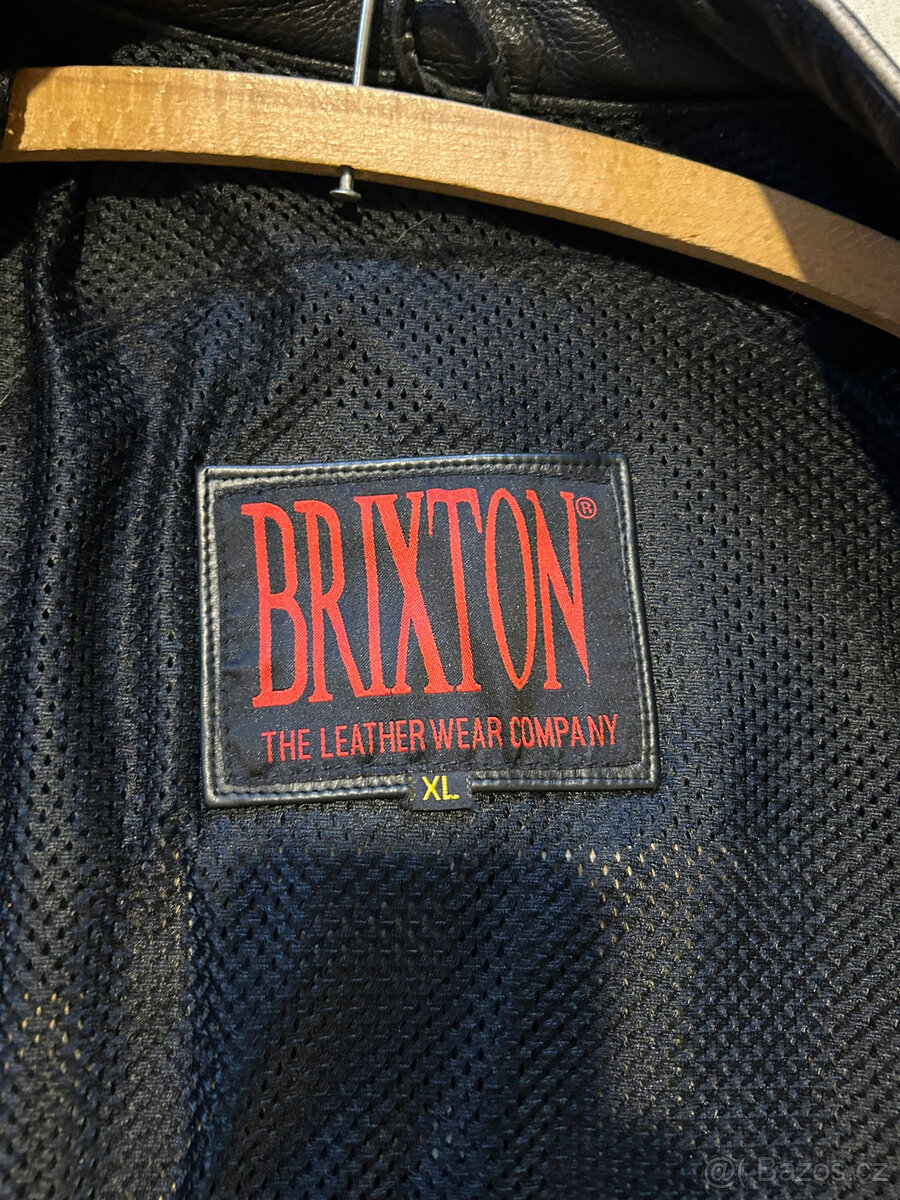 BRIXTON®
THE LEATHER WEAR COMPANY
XL
@( Bazos.cz